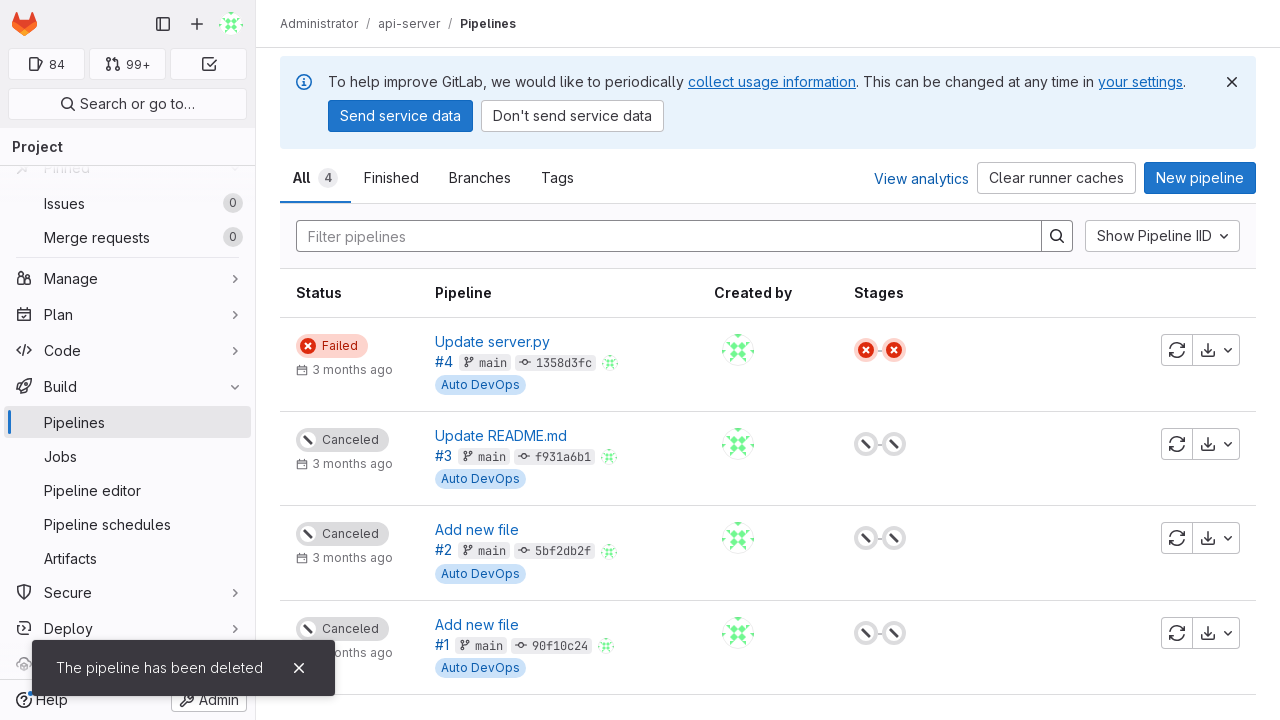 84
99+
Search or go to…
Project
Pinned
Issues 0
Merge requests 0
Manage
Plan
Code
Build
Pipelines
Jobs
Pipeline editor
Pipeline schedules
Artifacts
Secure
Deploy
Help
Admin
Administrator / api-server / Pipelines
To help improve GitLab, we would like to periodically collect usage information. This can be changed at any time in your settings.
Send service data Don't send service data
All 4 Finished Branches Tags View analytics Clear runner caches New pipeline
Filter pipelines Show Pipeline IID
Status Pipeline Created by Stages
Failed Update server.py
#4 main 1358d3fc
3 months ago
Auto DevOps
Canceled Update README.md
#3 main f931a6b1
3 months ago
Auto DevOps
Canceled Add new file
#2 main 5bf2db2f
3 months ago
Auto DevOps
Canceled Add new file
#1 main 90f10c24
months ago
Auto DevOps
The pipeline has been deleted